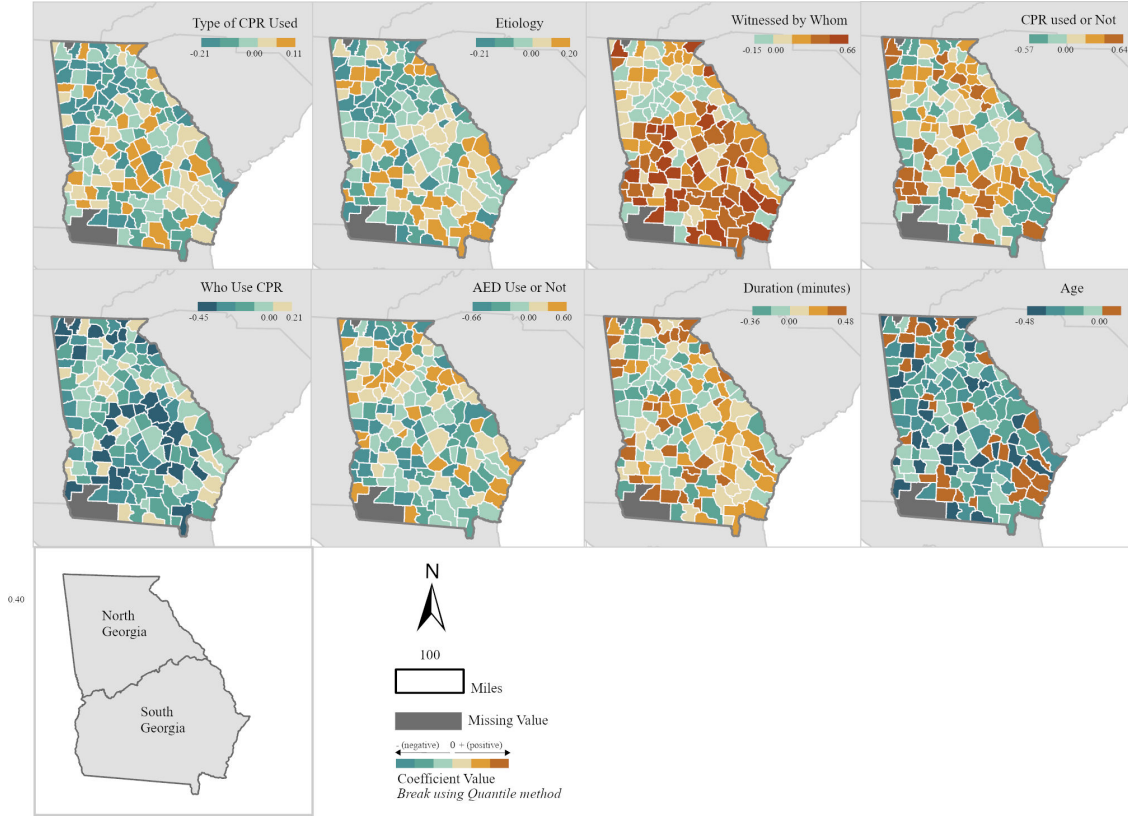 Type of CPR Used
-0.21 0.00 0.11
Etiology
-0.21 0.00 0.20
Witnessed by Whom
-0.15 0.00 0.66
CPR used or Not
-0.57 0.00 0.64
Who Use CPR
-0.45 0.00 0.21
AED Use or Not
-0.66 0.00 0.60
Duration (minutes)
-0.36 0.00 0.48
Age
-0.45 0.00
0.40
North
Georgia
South
Georgia
N
100
Miles
Missing Value
- (negative) 0 + (positive)
Coefficient Value
Break using Quantile method